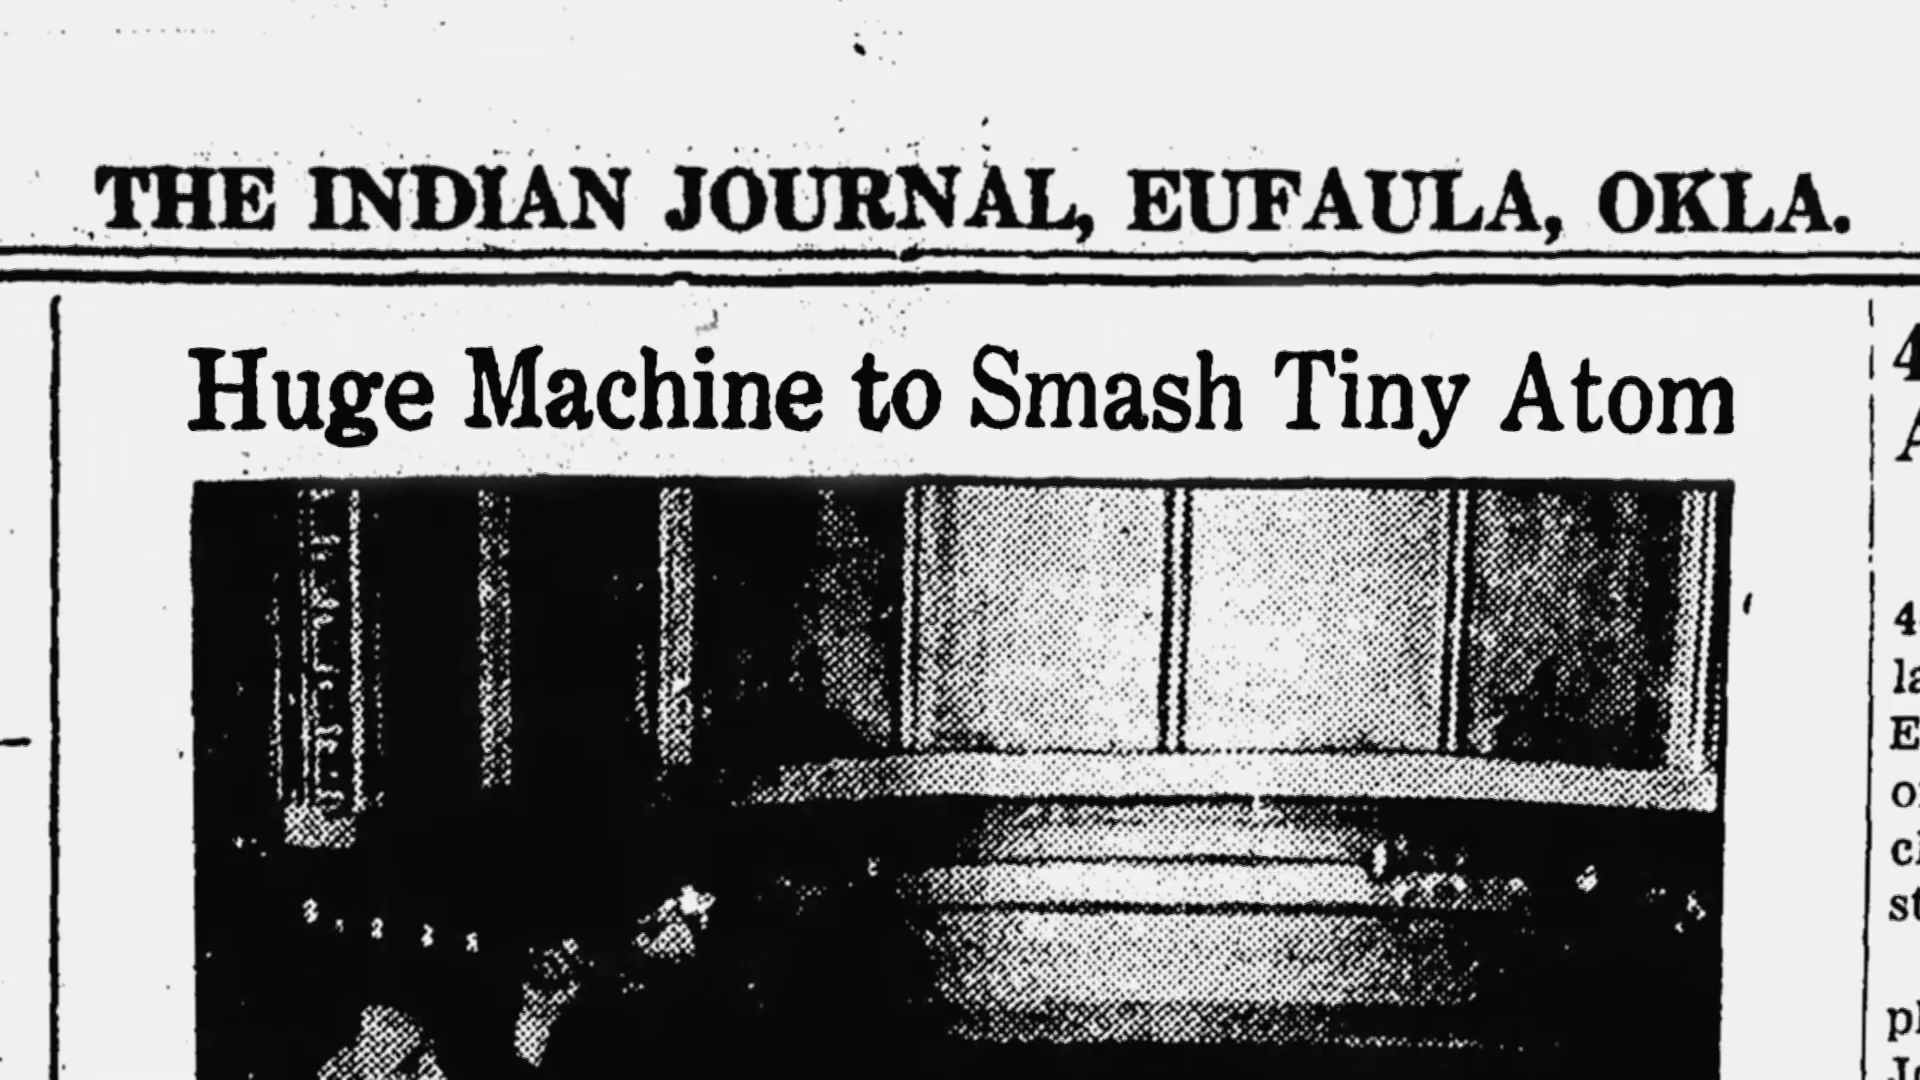 THE INDIAN JOURNAL, EUFAULA, OKLA.
Huge Machine to Smash Tiny Atom